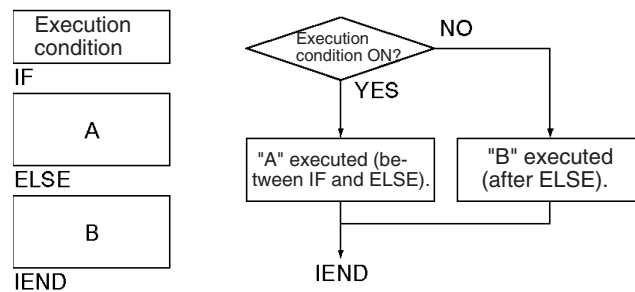 Execution
condition
IF
A
ELSE
B
IEND
Execution
condition ON?
NO
YES
"A" executed (be-
tween IF and ELSE).
"B" executed
(after ELSE).
IEND